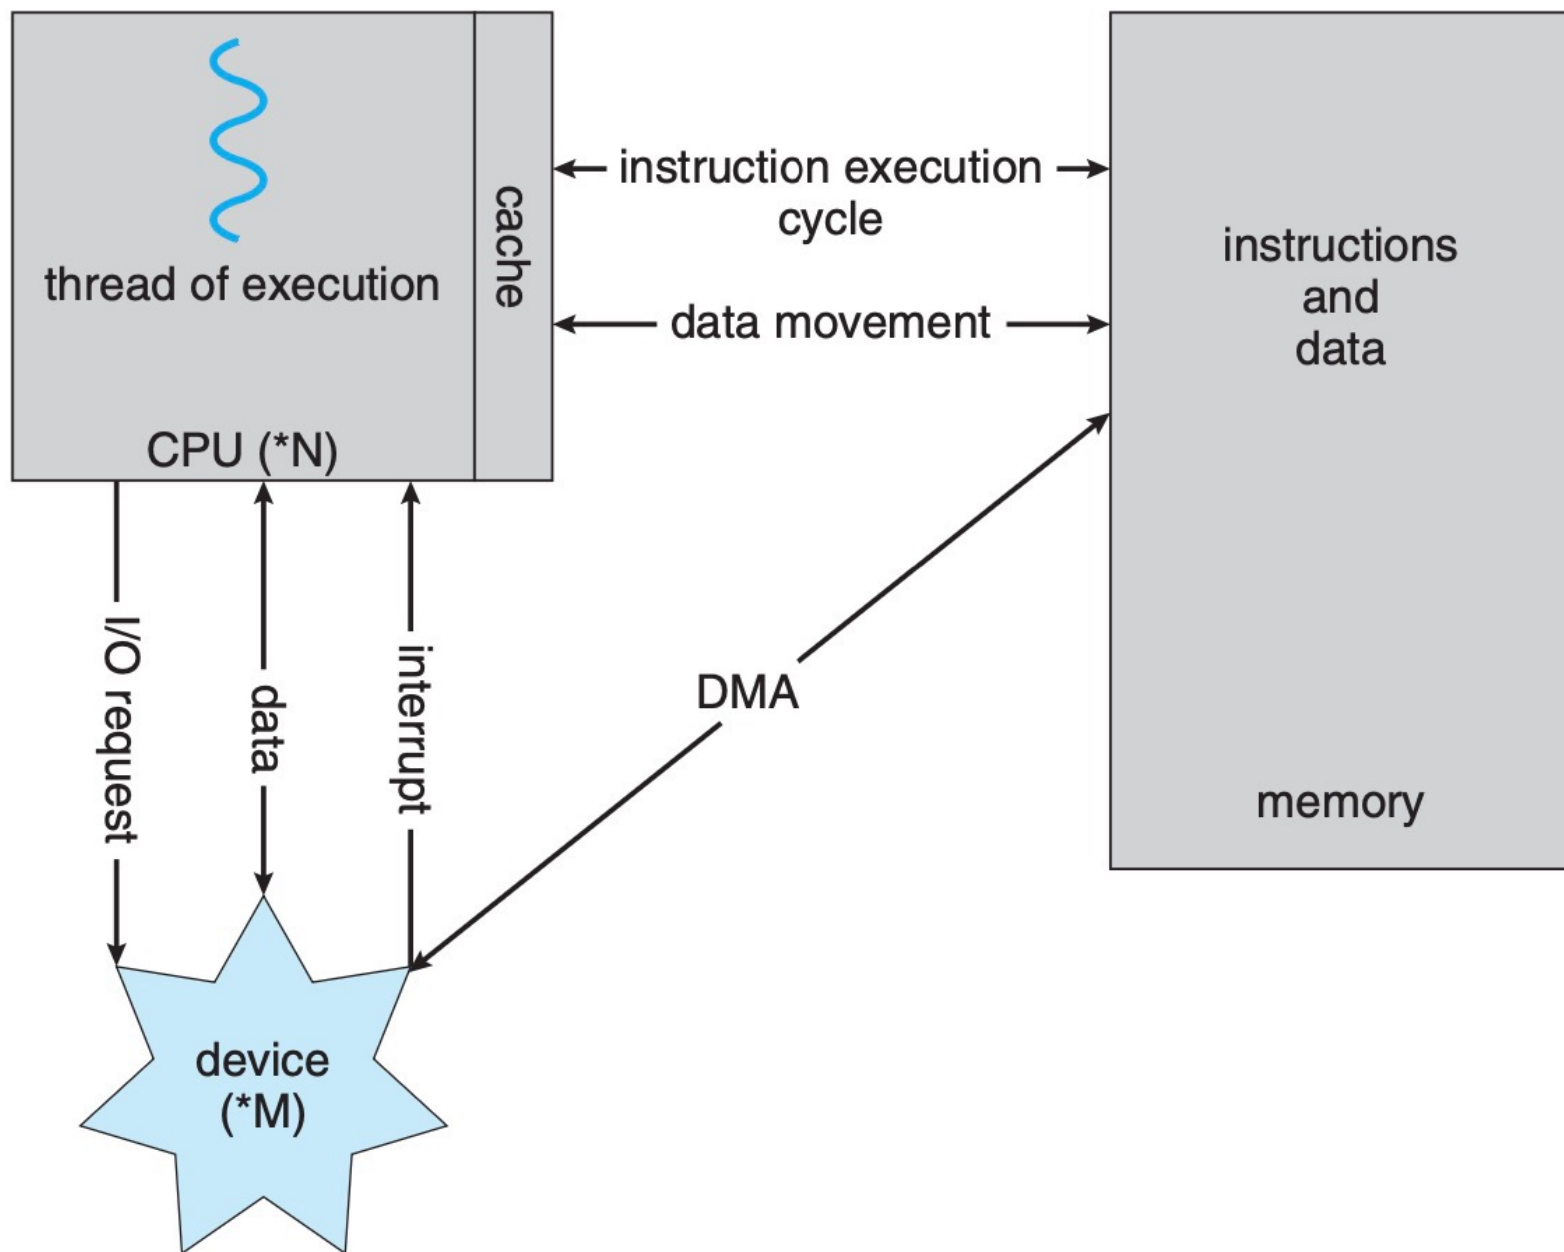 thread of execution
CPU (*N)
cache
instruction execution
cycle
data movement
instructions
and
data
memory
I/O request
data
interrupt
DMA
device
(*M)